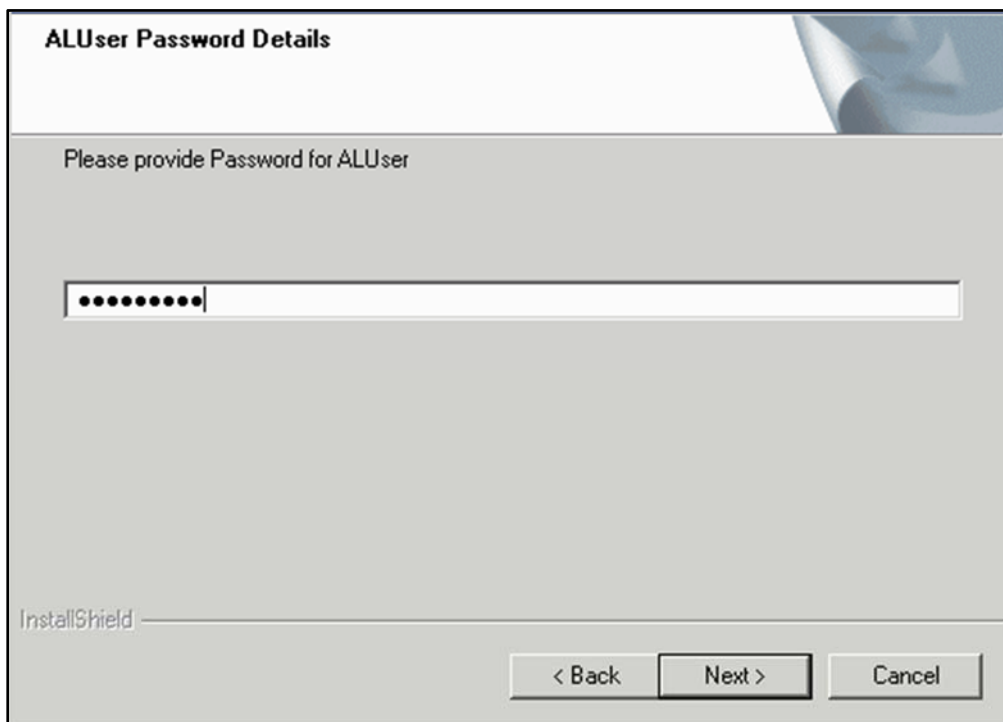 ALUser Password Details
Please provide Password for ALUser
●●●●●●●●●
InstallShield
< Back Next > Cancel